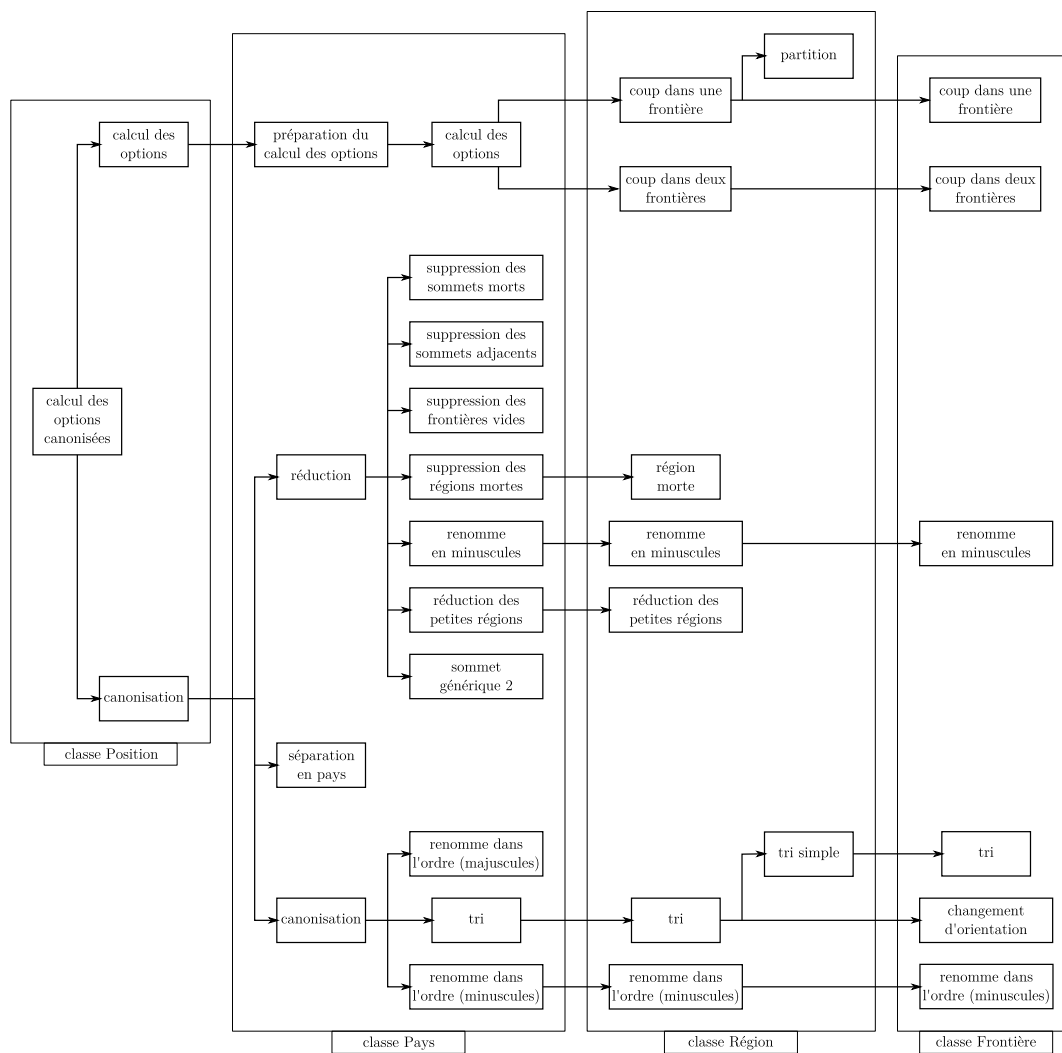 partition
coup dans une
frontière
coup dans une
frontière
calcul des
options
préparation du
calcul des options
calcul des
options
coup dans deux
frontières
coup dans deux
frontières
suppression des
sommets morts
suppression des
sommets adjacents
calcul des
options
canonisées
suppression des
frontières vides
réduction
suppression des
régions mortes
région
morte
renomme
en minuscules
renomme
en minuscules
renomme
en minuscules
réduction des
petites régions
réduction des
petites régions
sommet
générique 2
canonisation
classe Position
séparation
en pays
renomme dans
l'ordre (majuscules)
tri simple
tri
canonisation
tri
tri
changement
d'orientation
renomme dans
l'ordre (minuscules)
renomme dans
l'ordre (minuscules)
renomme dans
l'ordre (minuscules)
classe Pays
classe Région
classe Frontière